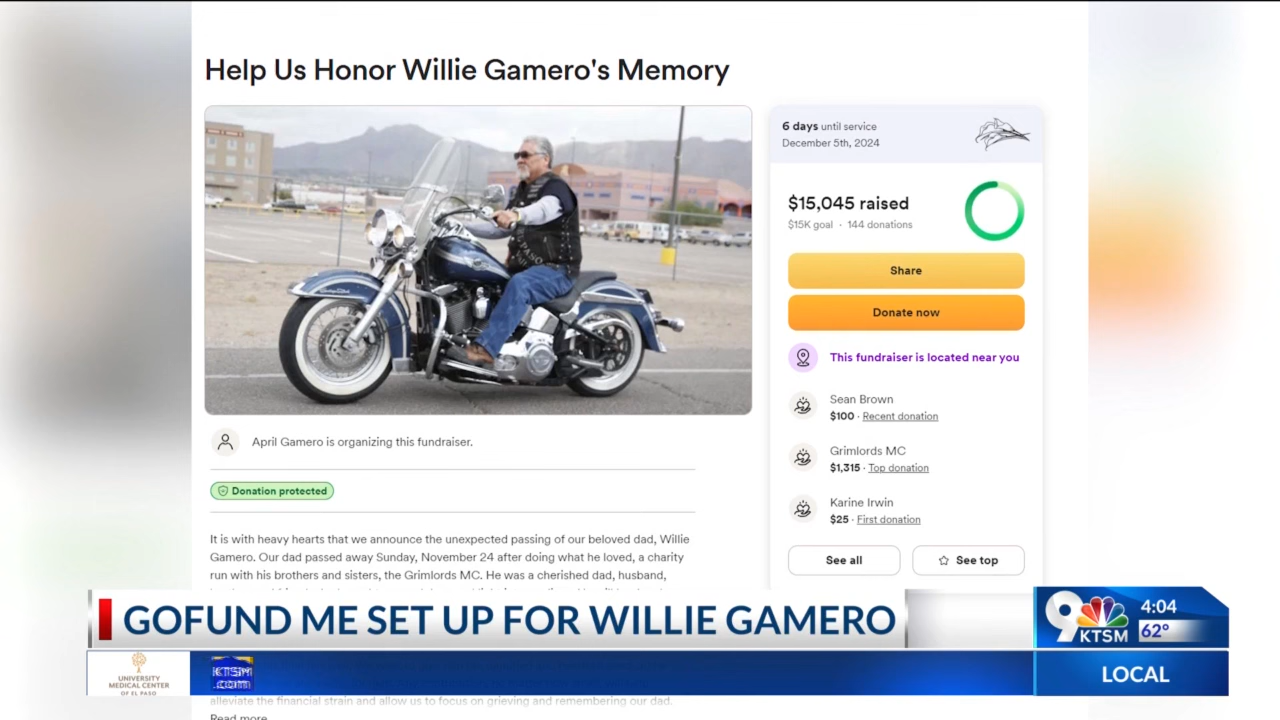 Help Us Honor Willie Gamero's Memory
EL PASO
6 days until service
December 5th, 2024
$15,045 raised
$15K goal · 144 donations
Share
Donate now
This fundraiser is located near you
Sean Brown
$100 · Recent donation
Grimlords MC
$1,315 · Top donation
Karine Irwin
$25 · First donation
See all
See top
April Gamero is organizing this fundraiser.
Donation protected
It is with heavy hearts that we announce the unexpected passing of our beloved dad, Willie
Gamero. Our dad passed away Sunday, November 24 after doing what he loved, a charity
run with his brothers and sisters, the Grimlords MC. He was a cherished dad, husband,
GOFUND ME SET UP FOR WILLIE GAMERO
9
KTSM
4:04
62°
UNIVERSITY
MEDICAL CENTER
OF EL PASO
KTSM
.com
LOCAL
alleviate the financial strain and allow us to focus on grieving and remembering our dad.
Read more